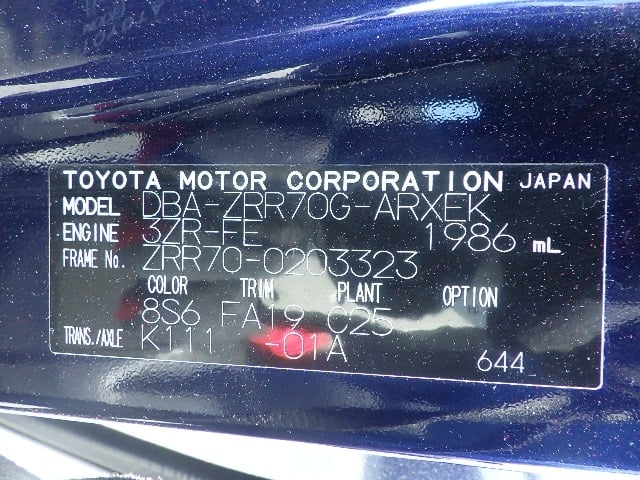 TOYOTA MOTOR CORPORATION JAPAN
MODEL DBA-ZRR70G-ARXEK
ENGINE 3ZR-FE 1986 mL
FRAME No. ZRR70-0203323
COLOR TRIM PLANT OPTION
8S6 FA19 C25
TRANS./AXLE K111 -01A
644